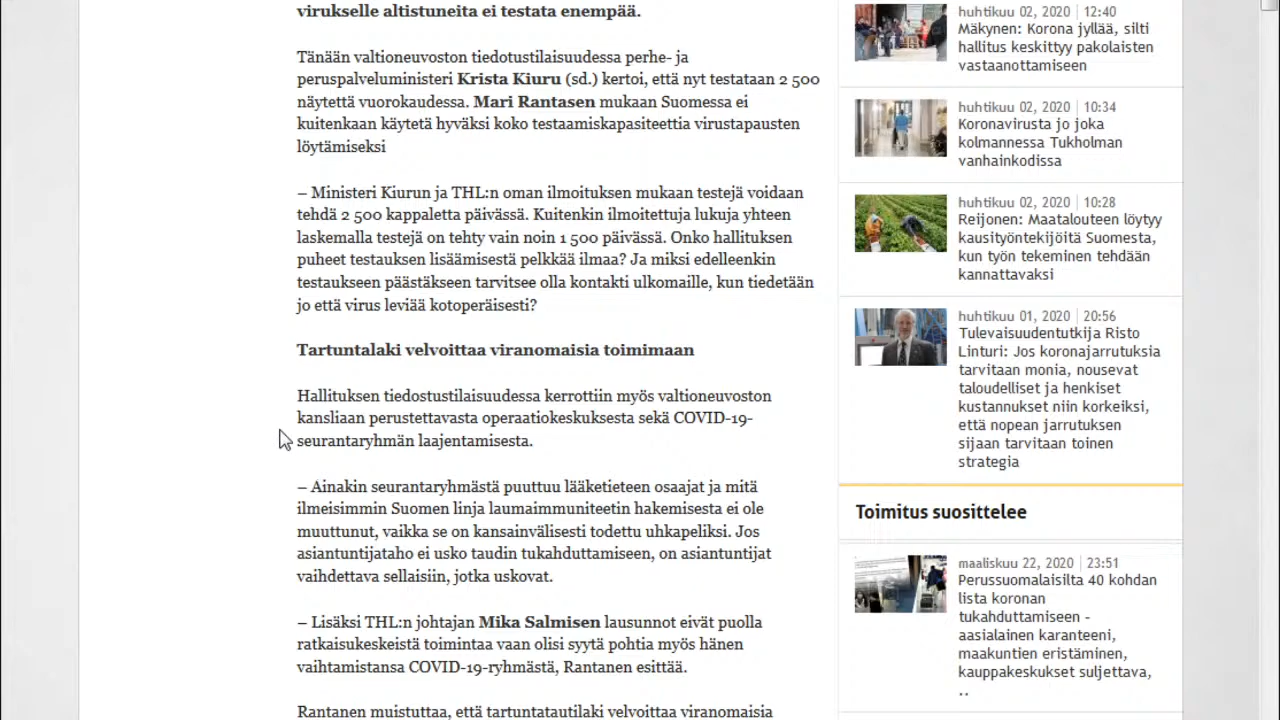 virukselle altistuneita ei testata enempää.
Tänään valtioneuvoston tiedotustilaisuudessa perhe- ja
peruspalveluministeri Krista Kiuru (sd.) kertoi, että nyt testataan 2 500
näytettä vuorokaudessa. Mari Rantasen mukaan Suomessa ei
kuitenkaan käytetä hyväksi koko testaamiskapasiteettia virustapausten
löytämiseksi
– Ministeri Kiurun ja THL:n oman ilmoituksen mukaan testejä voidaan
tehdä 2 500 kappaletta päivässä. Kuitenkin ilmoitettuja lukuja yhteen
laskemalla testejä on tehty vain noin 1 500 päivässä. Onko hallituksen
puheet testauksen lisäämisestä pelkkää ilmaa? Ja miksi edelleenkin
testaukseen päästäkseen tarvitsee olla kontakti ulkomaille, kun tiedetään
jo että virus leviää kotoperäisesti?
Tartuntalaki velvoittaa viranomaisia toimimaan
Hallituksen tiedostustilaisuudessa kerrottiin myös valtioneuvoston
kansliaan perustettavasta operaatiokeskuksesta sekä COVID-19-
seurantaryhmän laajentamisesta.
– Ainakin seurantaryhmästä puuttuu lääketieteen osaajat ja mitä
ilmeisimmin Suomen linja laumaimmuniteetin hakemisesta ei ole
muuttunut, vaikka se on kansainvälisesti todettu uhkapeliksi. Jos
asiantuntijataho ei usko taudin tukahduttamiseen, on asiantuntijat
vaihdettava sellaisiin, jotka uskovat.
– Lisäksi THL:n johtajan Mika Salmisen lausunnot eivät puolla
ratkaisukeskeistä toimintaa vaan olisi syytä pohtia myös hänen
vaihtamistansa COVID-19-ryhmästä, Rantanen esittää.
Rantanen muistuttaa, että tartuntatautilaki velvoittaa viranomaisia
huhtikuu 02, 2020 | 12:40
Mäkynen: Korona jyllää, silti
hallitus keskittyy pakolaisten
vastaanottamiseen
huhtikuu 02, 2020 | 10:34
Koronavirusta jo joka
kolmannessa Tukholman
vanhainkodissa
huhtikuu 02, 2020 | 10:28
Reijonen: Maatalouteen löytyy
kausityöntekijöitä Suomesta,
kun työn tekeminen tehdään
kannattavaksi
huhtikuu 01, 2020 | 20:56
Tulevaisuudentutkija Risto
Linturi: Jos koronajarrutuksia
tarvitaan monia, nousevat
taloudelliset ja henkiset
kustannukset niin korkeiksi,
että nopean jarrutuksen
sijaan tarvitaan toinen
strategia
Toimitus suosittelee
maaliskuu 22, 2020 | 23:51
Perussuomalaisilta 40 kohdan
lista koronan
tukahduttamiseen -
aasialainen karanteeni,
maakuntien eristäminen,
kauppakeskukset suljettava,
..